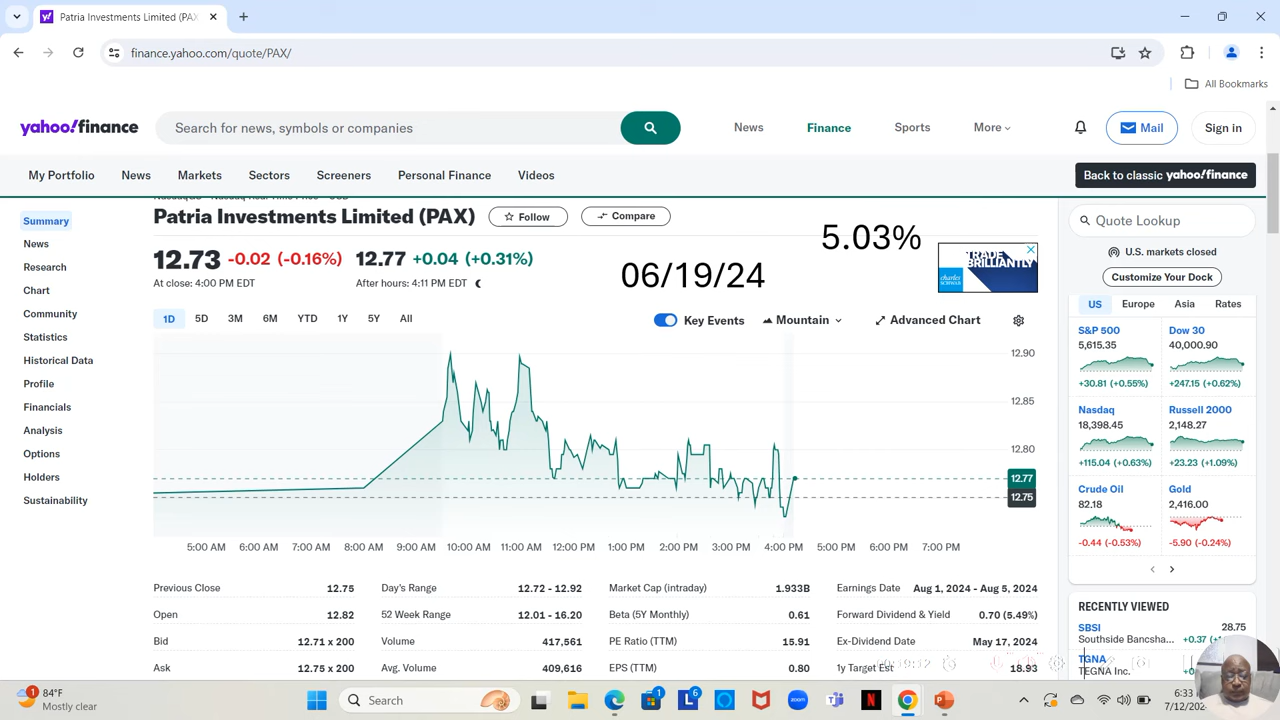 Patria Investments Limited (PAX
finance.yahoo.com/quote/PAX/
All Bookmarks
yahoo!finance
Search for news, symbols or companies
News
Finance
Sports
More
Mail
Sign in
My Portfolio
News
Markets
Sectors
Screeners
Personal Finance
Videos
Back to classic yahoo!finance
Summary
News
Research
Chart
Community
Statistics
Historical Data
Profile
Financials
Analysis
Options
Holders
Sustainability
Patria Investments Limited (PAX)
Follow
Compare
12.73 -0.02 (-0.16%) 12.77 +0.04 (+0.31%)
At close: 4:00 PM EDT
After hours: 4:11 PM EDT
5.03%
06/19/24
TRADE
BRILLIANTLY
charles
SCHWAB
1D 5D 3M 6M YTD 1Y 5Y All
Key Events
Mountain
Advanced Chart
12.90
12.85
12.80
12.77
12.75
5:00 AM 6:00 AM 7:00 AM 8:00 AM 9:00 AM 10:00 AM 11:00 AM 12:00 PM 1:00 PM 2:00 PM 3:00 PM 4:00 PM 5:00 PM 6:00 PM 7:00 PM
Previous Close 12.75
Day's Range 12.72 - 12.92
Market Cap (intraday) 1.933B
Earnings Date Aug 1, 2024 - Aug 5, 2024
Open 12.82
52 Week Range 12.01 - 16.20
Beta (5Y Monthly) 0.61
Forward Dividend & Yield 0.70 (5.49%)
Bid 12.71 x 200
Volume 417,561
PE Ratio (TTM) 15.91
Ex-Dividend Date May 17, 2024
Ask 12.75 x 200
Avg. Volume 409,616
EPS (TTM) 0.80
1y Target Est 18.93
Quote Lookup
U.S. markets closed
Customize Your Dock
US Europe Asia Rates
S&P 500
5,615.35
+30.81 (+0.55%)
Dow 30
40,000.90
+247.15 (+0.62%)
Nasdaq
18,398.45
+115.04 (+0.63%)
Russell 2000
2,148.27
+23.23 (+1.09%)
Crude Oil
82.18
-0.44 (-0.53%)
Gold
2,416.00
-5.90 (-0.24%)
RECENTLY VIEWED
SBSI 28.75
Southside Bancsha... +0.37
TGNA
TEGNA Inc.
1
84°F
Mostly clear
Search
1
6
zoom
6:33
7/12/20